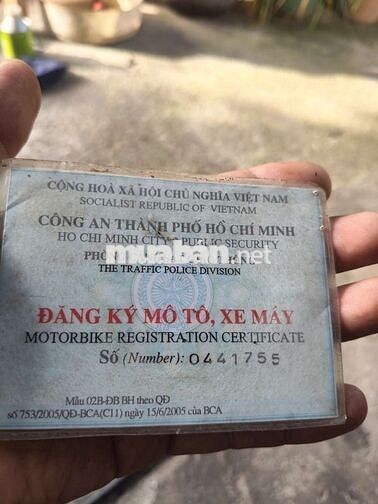 CỘNG HOÀ XÃ HỘI CHỦ NGHĨA VIỆT NAM
SOCIALIST REPUBLIC OF VIETNAM
CÔNG AN THÀNH PHỐ HỒ CHÍ MINH
HO CHI MINH CITY PUBLIC SECURITY
muaban.net
THE TRAFFIC POLICE DIVISION
ĐĂNG KÝ MÔ TÔ, XE MÁY
MOTORBIKE REGISTRATION CERTIFICATE
Số (Number): 0441755
Mẫu 02B-ĐB BH theo QĐ
số 753/2005/QĐ-BCA(C11) ngày 15/6/2005 của BCA